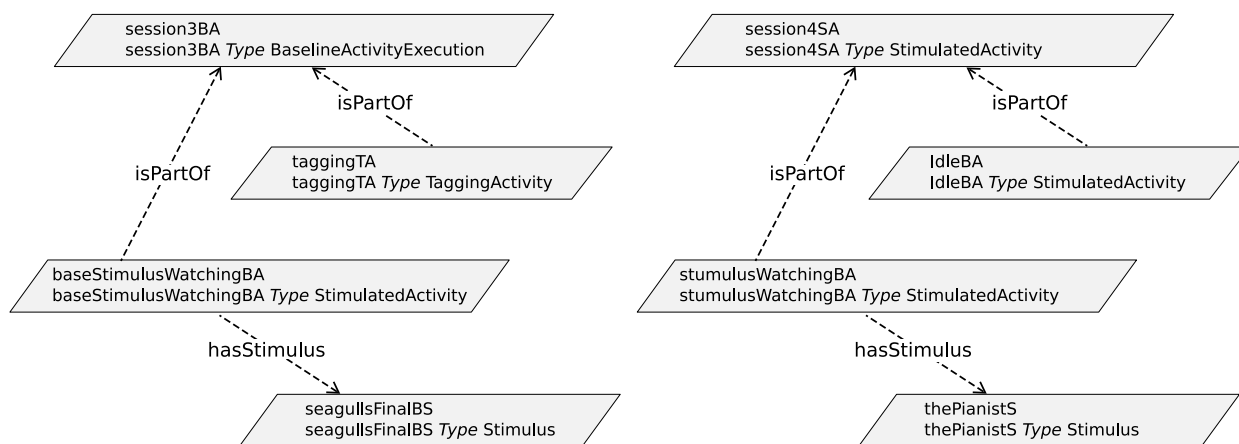 session3BA
session3BA Type BaselineActivityExecution
isPartOf
taggingTA
taggingTA Type TaggingActivity
isPartOf
baseStimulusWatchingBA
baseStimulusWatchingBA Type StimulatedActivity
hasStimulus
seagullsFinalBS
seagullsFinalBS Type Stimulus
session4SA
session4SA Type StimulatedActivity
isPartOf
IdleBA
IdleBA Type StimulatedActivity
isPartOf
stumulusWatchingBA
stumulusWatchingBA Type StimulatedActivity
hasStimulus
thePianistS
thePianistS Type Stimulus